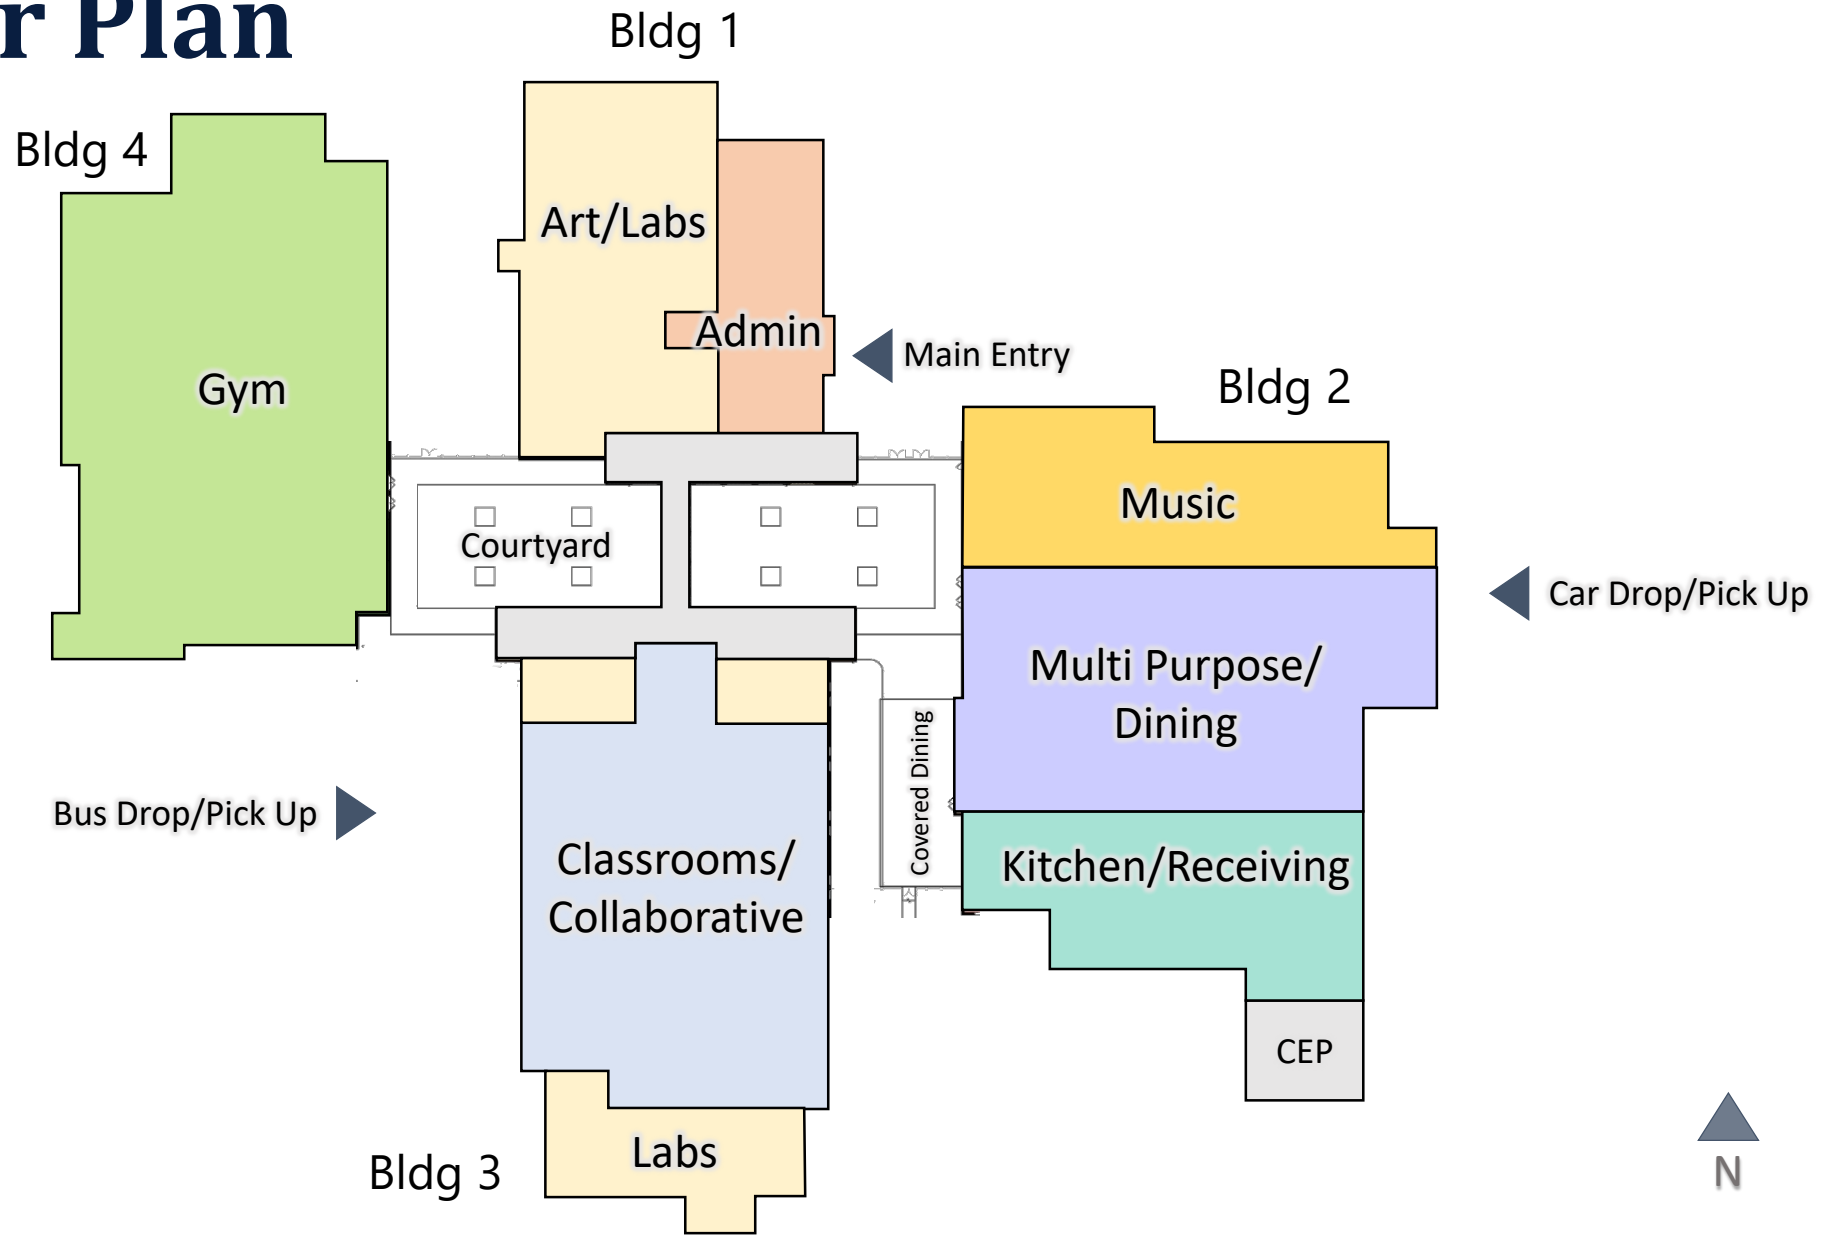 r Plan
Bldg 1
Bldg 4
Art/Labs
Admin
Main Entry
Bldg 2
Gym
Music
Courtyard
Car Drop/Pick Up
Multi Purpose/
Dining
Covered Dining
Bus Drop/Pick Up
Classrooms/
Collaborative
Kitchen/Receiving
CEP
Labs
Bldg 3
N